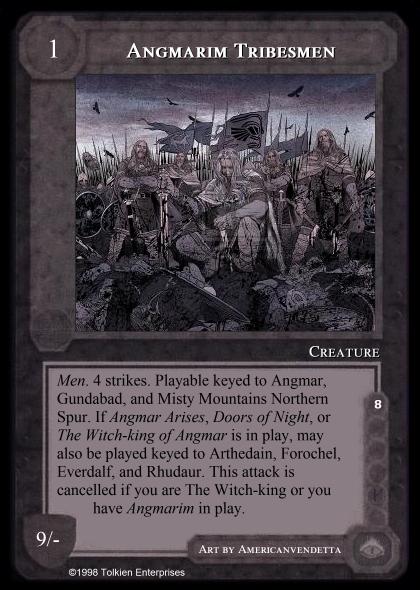 1
Angmarim Tribesmen
Creature
Men. 4 strikes. Playable keyed to Angmar,
Gundabad, and Misty Mountains Northern
Spur. If Angmar Arises, Doors of Night, or
The Witch-king of Angmar is in play, may
also be played keyed to Arthedain, Forochel,
Everdalf, and Rhudaur. This attack is
cancelled if you are The Witch-king or you
have Angmarim in play.
8
9/-
Art by Americanvendetta
©1998 Tolkien Enterprises